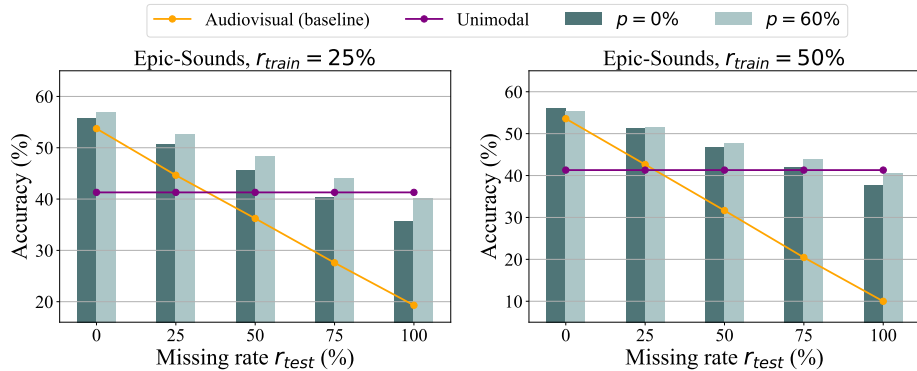 Audiovisual (baseline) Unimodal p = 0% p = 60%
Epic-Sounds, r_train = 25%
Accuracy (%)
60
50
40
30
20
0 25 50 75 100
Missing rate r_test (%)
Epic-Sounds, r_train = 50%
Accuracy (%)
60
50
40
30
20
10
0 25 50 75 100
Missing rate r_test (%)